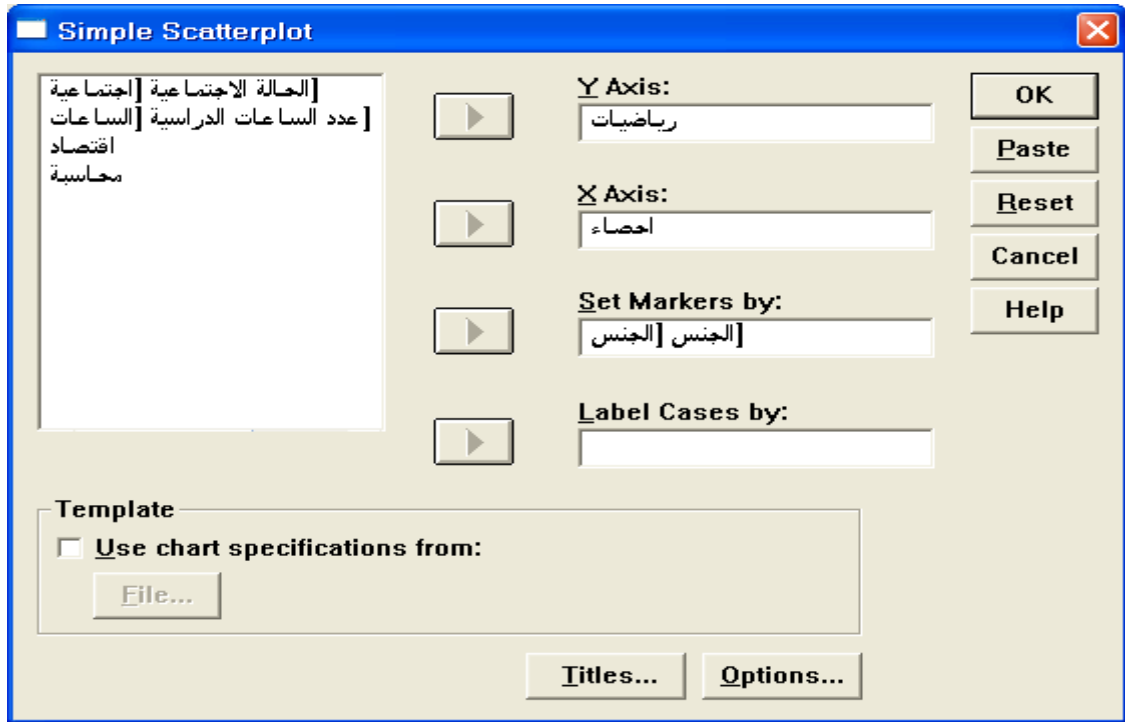 Simple Scatterplot
الحالة الاجتماعية [اجتماعية]
عدد الساعات الدراسية [الساعات]
اقتصاد
محاسبة
Y Axis:
رياضيات
X Axis:
احصاء
Set Markers by:
الجنس [الجنس]
Label Cases by:
OK
Paste
Reset
Cancel
Help
Template
Use chart specifications from:
File...
Titles...
Options...